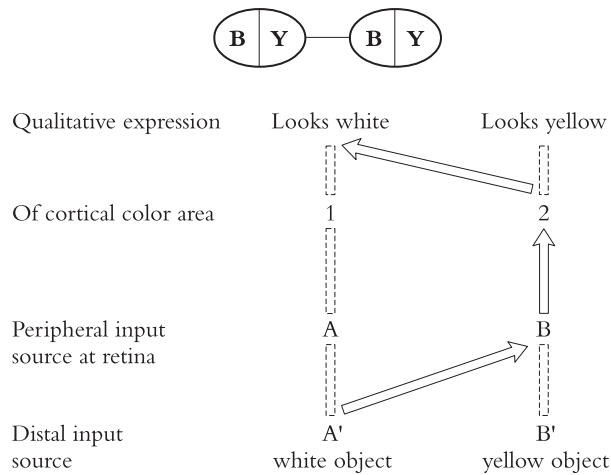 B Y B Y
Qualitative expression Looks white Looks yellow
Of cortical color area 1 2
Peripheral input A B
source at retina
Distal input A' B'
source white object yellow object